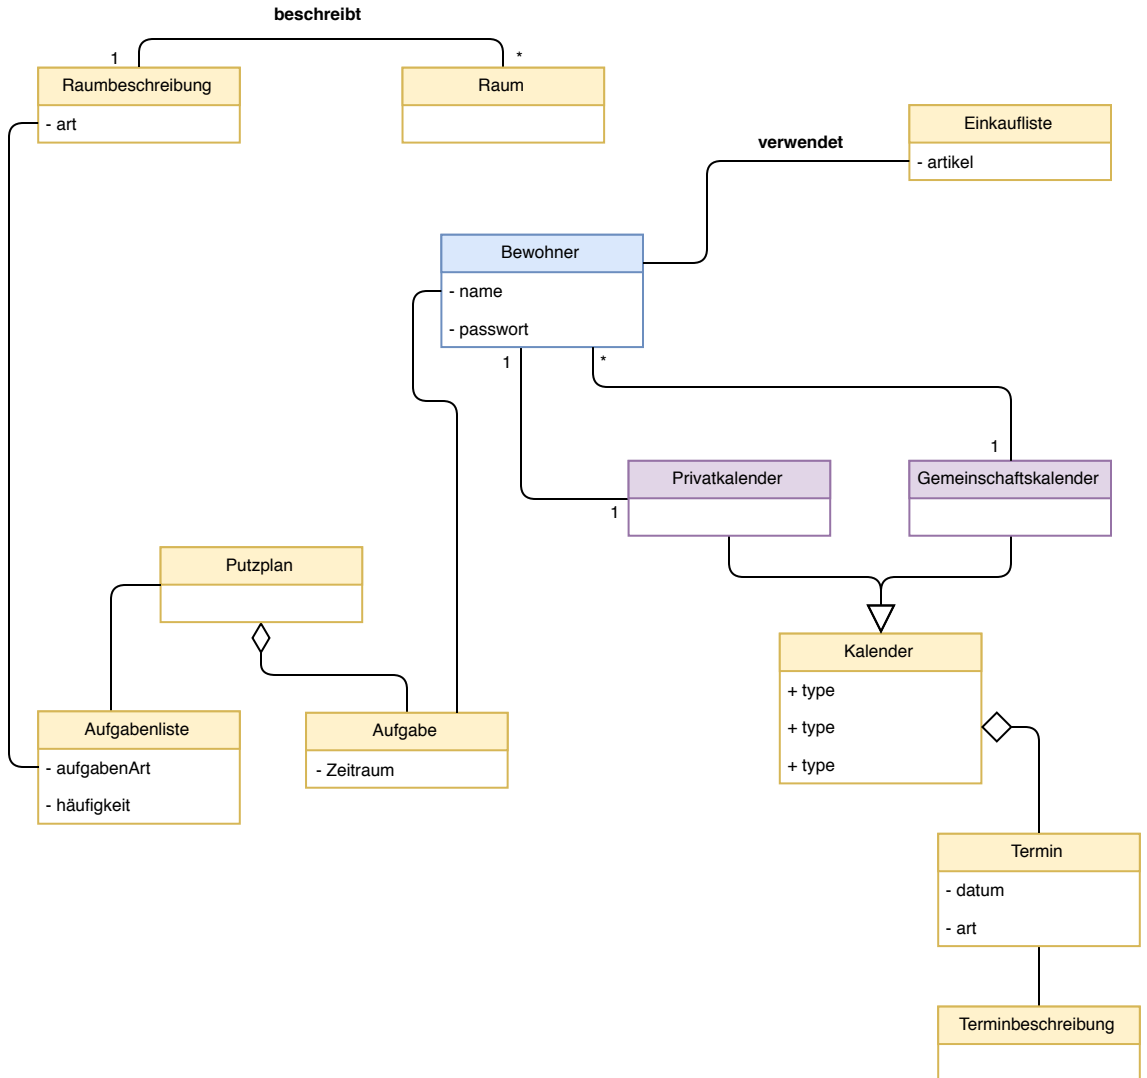 beschreibt
1
*
Raumbeschreibung
- art
Raum
Einkaufliste
- artikel
verwendet
Bewohner
- name
- passwort
1
*
1
1
Privatkalender
Gemeinschaftskalender
Putzplan
Kalender
+ type
+ type
+ type
Aufgabenliste
- aufgabenArt
- häufigkeit
Aufgabe
- Zeitraum
Termin
- datum
- art
Terminbeschreibung